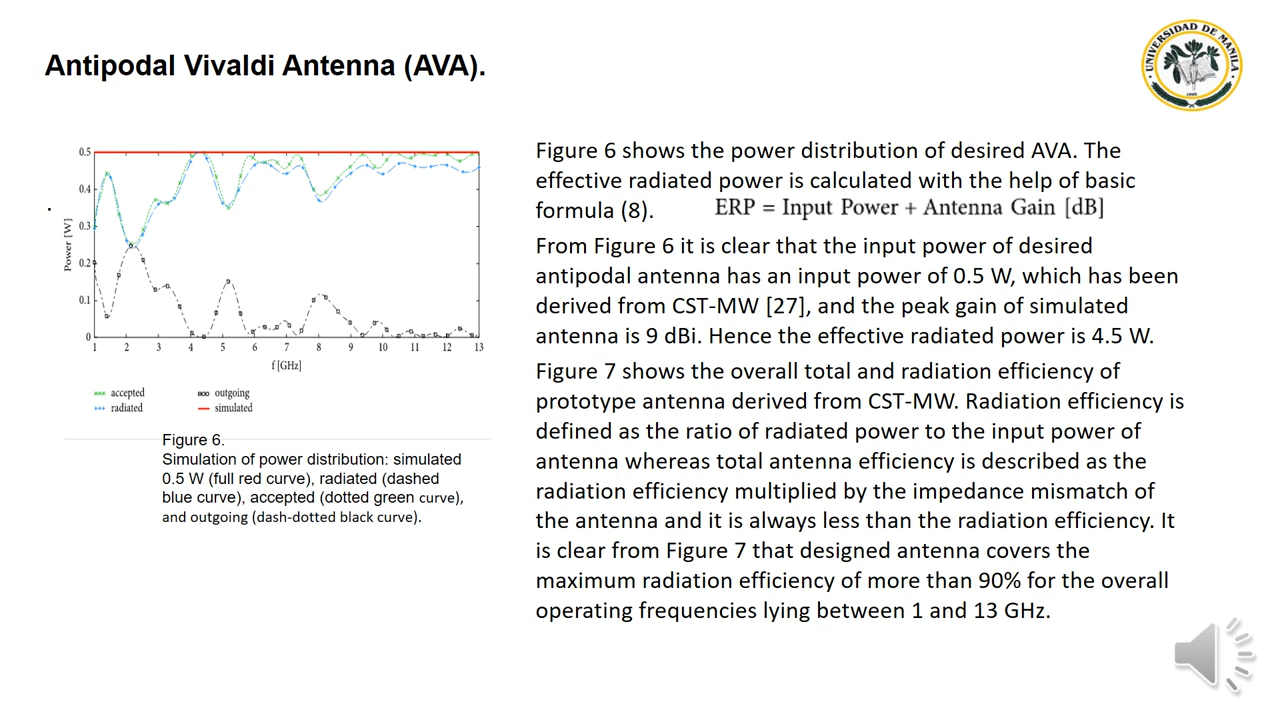 Antipodal Vivaldi Antenna (AVA).
UNIVERSIDAD DE MANILA
.
0.5
0.4
0.3
0.2
0.1
0
Power [W]
1 2 3 4 5 6 7 8 9 10 11 12 13
f [GHz]
accepted outgoing
radiated simulated
Figure 6.
Simulation of power distribution: simulated
0.5 W (full red curve), radiated (dashed
blue curve), accepted (dotted green curve),
and outgoing (dash-dotted black curve).
Figure 6 shows the power distribution of desired AVA. The
effective radiated power is calculated with the help of basic
formula (8). ERP = Input Power + Antenna Gain [dB]
From Figure 6 it is clear that the input power of desired
antipodal antenna has an input power of 0.5 W, which has been
derived from CST-MW [27], and the peak gain of simulated
antenna is 9 dBi. Hence the effective radiated power is 4.5 W.
Figure 7 shows the overall total and radiation efficiency of
prototype antenna derived from CST-MW. Radiation efficiency is
defined as the ratio of radiated power to the input power of
antenna whereas total antenna efficiency is described as the
radiation efficiency multiplied by the impedance mismatch of
the antenna and it is always less than the radiation efficiency. It
is clear from Figure 7 that designed antenna covers the
maximum radiation efficiency of more than 90% for the overall
operating frequencies lying between 1 and 13 GHz.